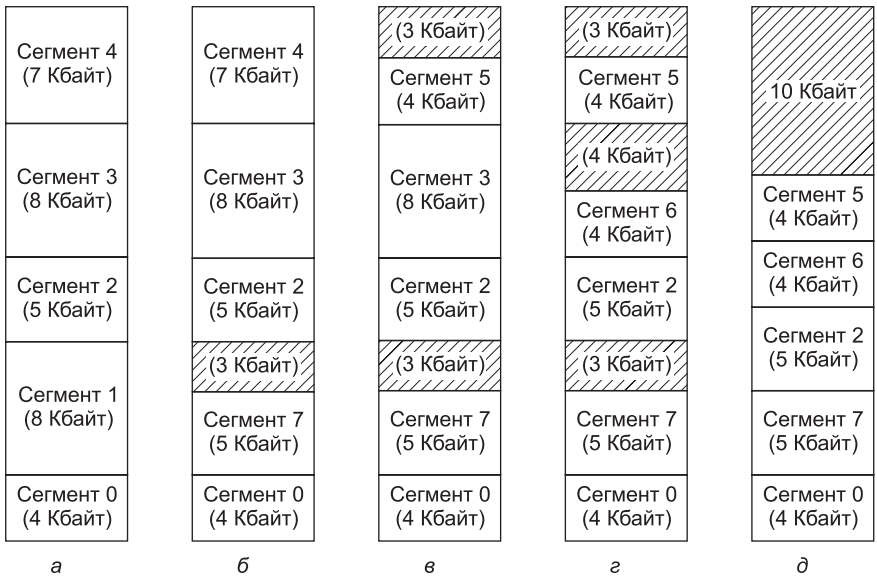 Сегмент 4
(7 Кбайт)
Сегмент 3
(8 Кбайт)
Сегмент 2
(5 Кбайт)
Сегмент 1
(8 Кбайт)
Сегмент 0
(4 Кбайт)
а
Сегмент 4
(7 Кбайт)
Сегмент 3
(8 Кбайт)
Сегмент 2
(5 Кбайт)
(3 Кбайт)
Сегмент 7
(5 Кбайт)
Сегмент 0
(4 Кбайт)
б
(3 Кбайт)
Сегмент 5
(4 Кбайт)
Сегмент 3
(8 Кбайт)
Сегмент 2
(5 Кбайт)
(3 Кбайт)
Сегмент 7
(5 Кбайт)
Сегмент 0
(4 Кбайт)
в
(3 Кбайт)
Сегмент 5
(4 Кбайт)
(4 Кбайт)
Сегмент 6
(4 Кбайт)
Сегмент 2
(5 Кбайт)
(3 Кбайт)
Сегмент 7
(5 Кбайт)
Сегмент 0
(4 Кбайт)
г
10 Кбайт
Сегмент 5
(4 Кбайт)
Сегмент 6
(4 Кбайт)
Сегмент 2
(5 Кбайт)
Сегмент 7
(5 Кбайт)
Сегмент 0
(4 Кбайт)
д